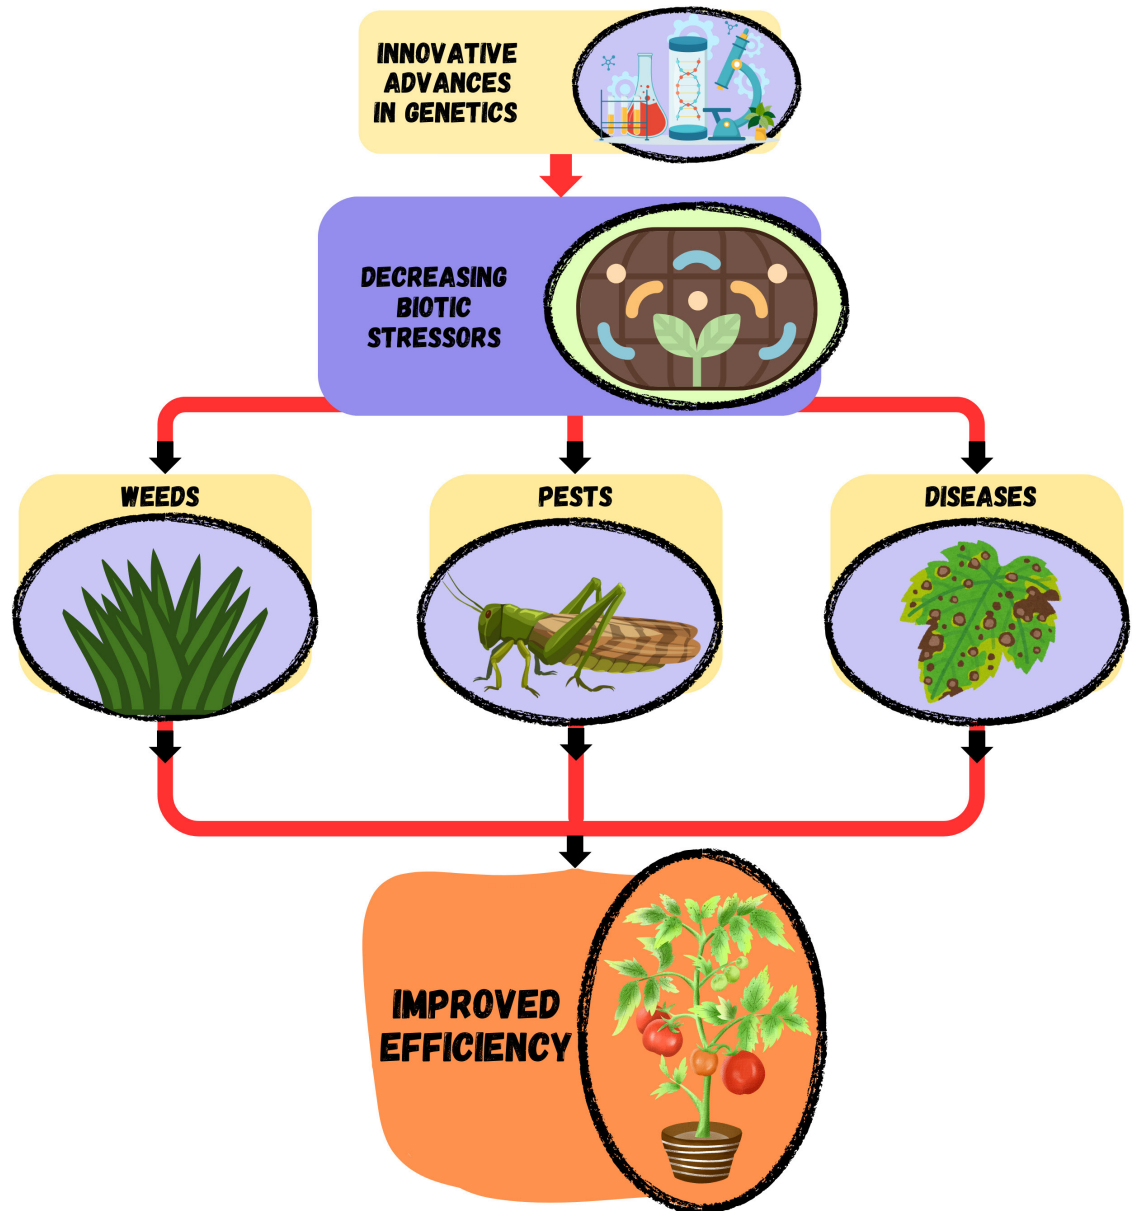 INNOVATIVE
ADVANCES
IN GENETICS
DECREASING
BIOTIC
STRESSORS
WEEDS
PESTS
DISEASES
IMPROVED
EFFICIENCY